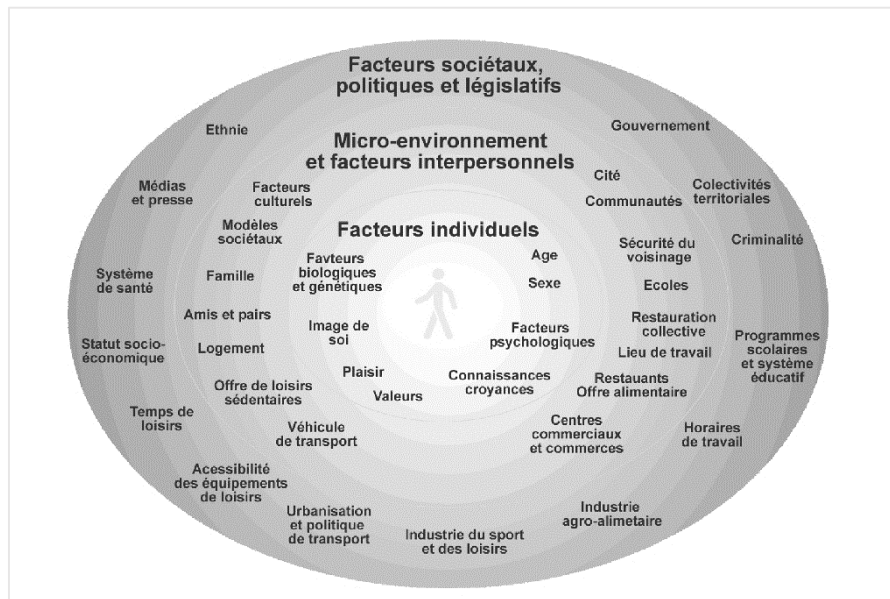 Facteurs sociétaux,
politiques et législatifs
Ethnie
Gouvernement
Micro-environnement
et facteurs interpersonnels
Médias
et presse
Facteurs
culturels
Cité
Communautés
Colectivités
territoriales
Modèles
sociétaux
Facteurs individuels
Sécurité du
voisinage
Criminalité
Système
de santé
Famille
Favteurs
biologiques
et génétiques
Age
Sexe
Ecoles
Amis et pairs
Image de
soi
Facteurs
psychologiques
Restauration
collective
Statut socio-
économique
Logement
Lieu de travail
Programmes
scolaires
et système
éducatif
Plaisir
Valeurs
Connaissances
croyances
Offre de loisirs
sédentaires
Restauants
Offre alimentaire
Temps de
loisirs
Véhicule
de transport
Centres
commerciaux
et commerces
Horaires
de travail
Acessibilité
des équipements
de loisirs
Urbanisation
et politique
de transport
Industrie du sport
et des loisirs
Industrie
agro-alimetaire